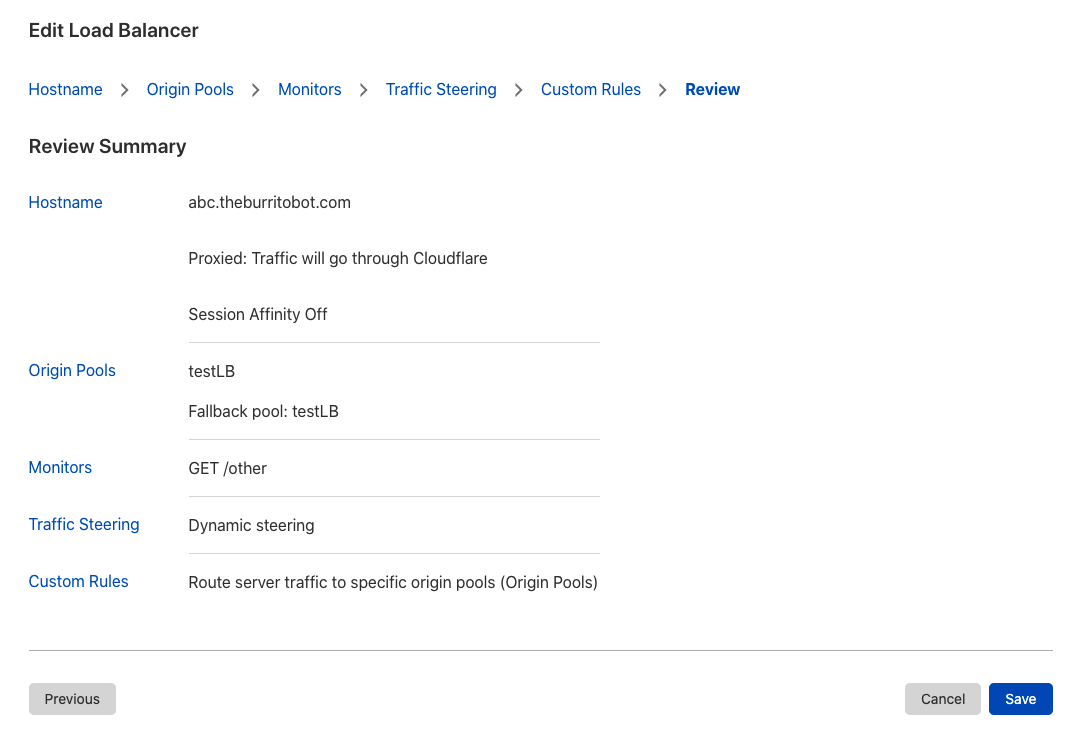 Edit Load Balancer
Hostname > Origin Pools > Monitors > Traffic Steering > Custom Rules > Review
Review Summary
Hostname abc.theburritobot.com
Proxied: Traffic will go through Cloudflare
Session Affinity Off
Origin Pools testLB
Fallback pool: testLB
Monitors GET /other
Traffic Steering Dynamic steering
Custom Rules Route server traffic to specific origin pools (Origin Pools)
Previous Cancel Save